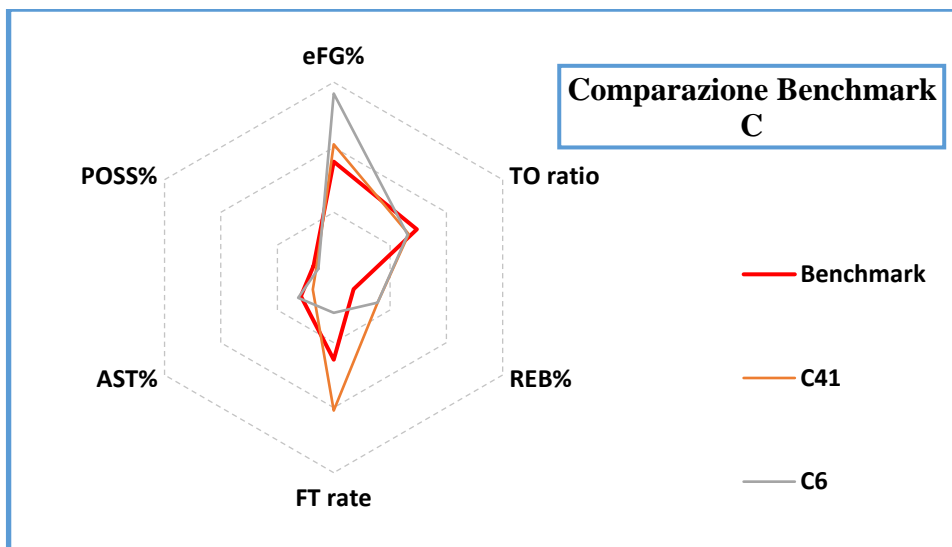 eFG%
Comparazione Benchmark
C
POSS%
TO ratio
Benchmark
AST%
REB%
C41
FT rate
C6